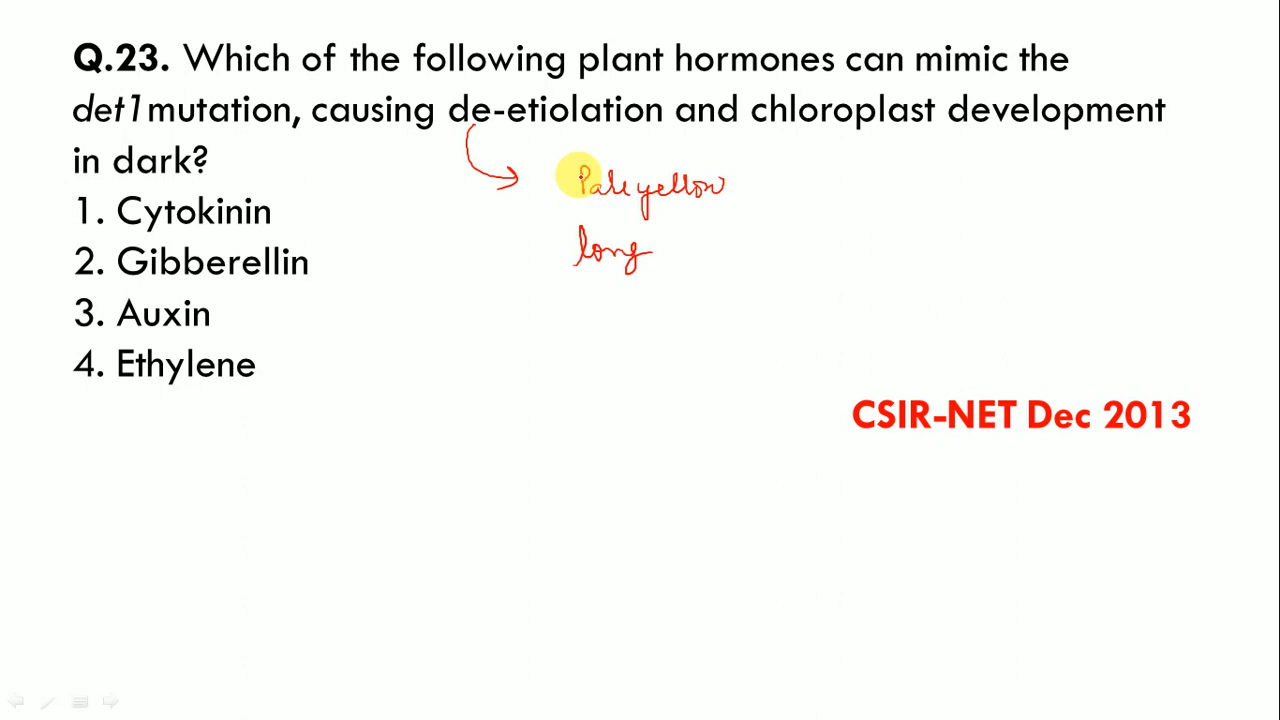 Q.23. Which of the following plant hormones can mimic the
det1 mutation, causing de-etiolation and chloroplast development
in dark?
Pale yellow
1. Cytokinin
long
2. Gibberellin
3. Auxin
4. Ethylene
CSIR-NET Dec 2013